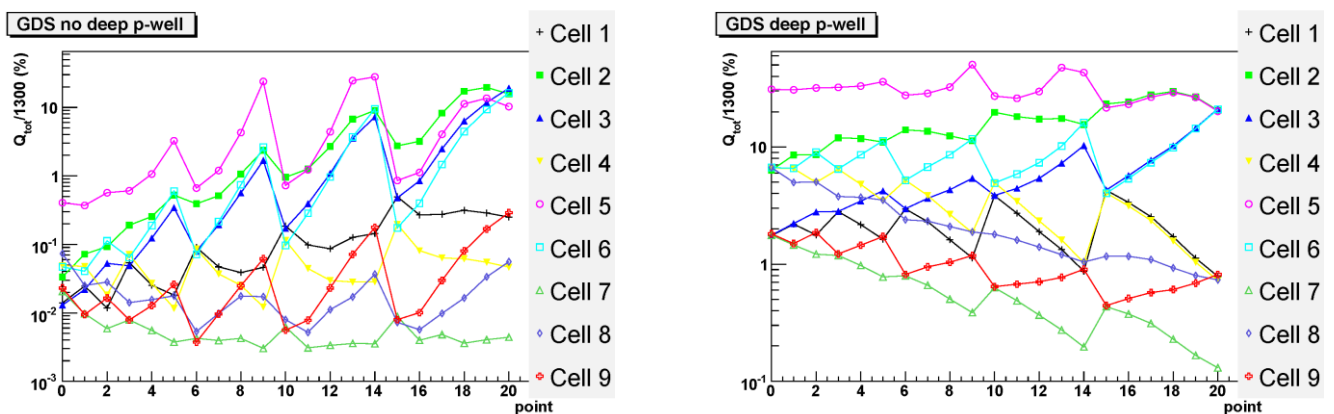 GDS no deep p-well
Q_tot/1300 (%)
10
1
10^-1
10^-2
10^-3
0 2 4 6 8 10 12 14 16 18 20
point
Cell 1
Cell 2
Cell 3
Cell 4
Cell 5
Cell 6
Cell 7
Cell 8
Cell 9
GDS deep p-well
Q_tot/1300 (%)
10
1
10^-1
0 2 4 6 8 10 12 14 16 18 20
point
Cell 1
Cell 2
Cell 3
Cell 4
Cell 5
Cell 6
Cell 7
Cell 8
Cell 9